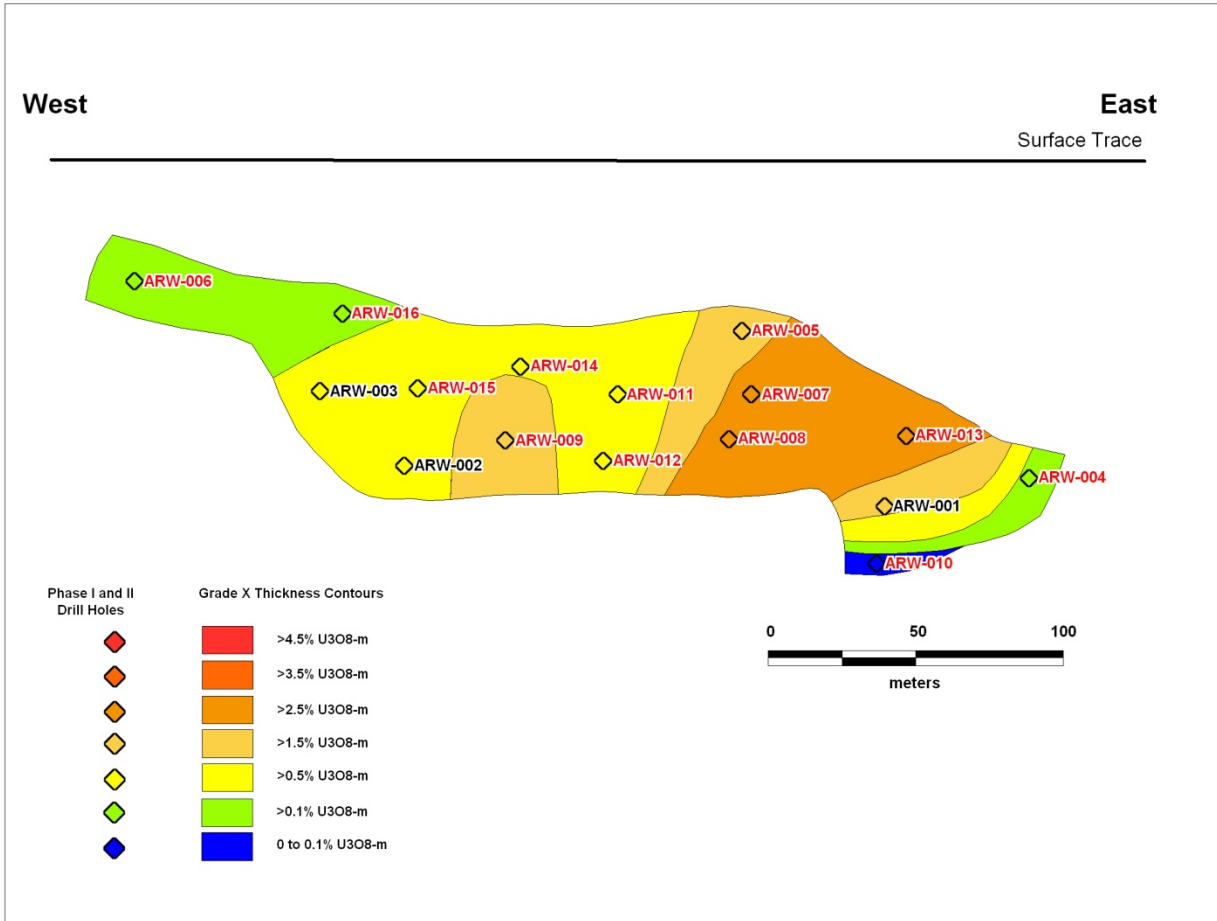 West
East
Surface Trace
ARW-006
ARW-016
ARW-005
ARW-014
ARW-003
ARW-015
ARW-011
ARW-007
ARW-009
ARW-008
ARW-013
ARW-002
ARW-012
ARW-004
ARW-001
ARW-010
Phase I and II
Drill Holes
Grade X Thickness Contours
>4.5% U3O8-m
>3.5% U3O8-m
>2.5% U3O8-m
>1.5% U3O8-m
>0.5% U3O8-m
>0.1% U3O8-m
0 to 0.1% U3O8-m
0 50 100
meters